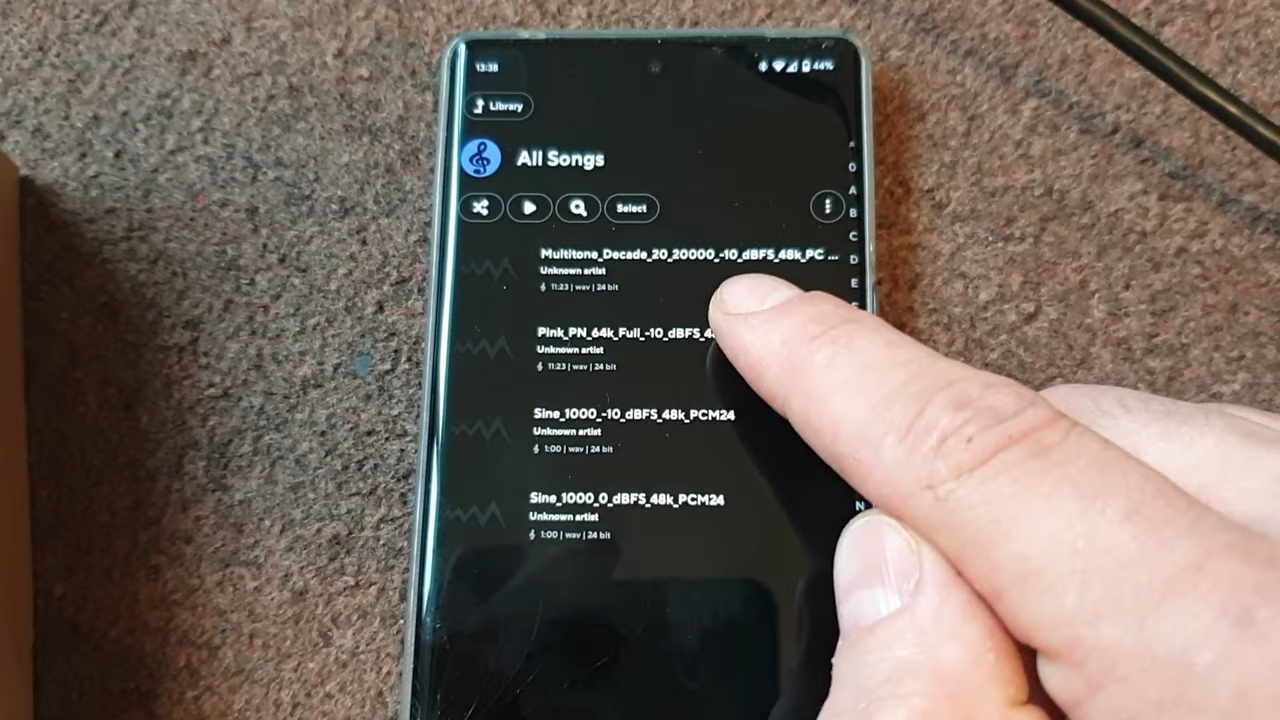 13:38
44%
Library
All Songs
Select
Multitone_Decade_20_20000_-10_dBFS_48k_PC ...
Unknown artist
11:23 | wav | 24 bit
Pink_PN_64k_Full_-10_dBFS_4
Unknown artist
11:23 | wav | 24 bit
Sine_1000_-10_dBFS_48k_PCM24
Unknown artist
1:00 | wav | 24 bit
Sine_1000_0_dBFS_48k_PCM24
Unknown artist
1:00 | wav | 24 bit
#
0
A
B
C
D
E
N